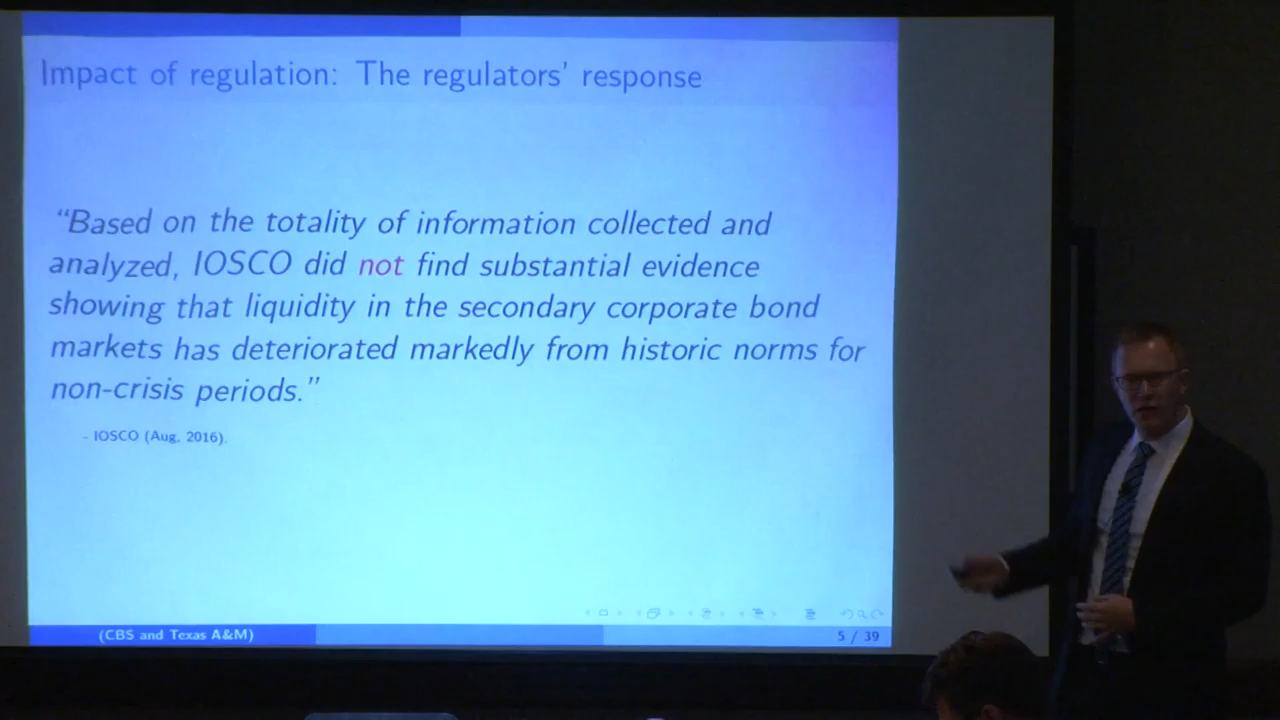 Impact of regulation: The regulators' response
“Based on the totality of information collected and
analyzed, IOSCO did not find substantial evidence
showing that liquidity in the secondary corporate bond
markets has deteriorated markedly from historic norms for
non-crisis periods.”
- IOSCO (Aug. 2016).
(CBS and Texas A&M)
5 / 39